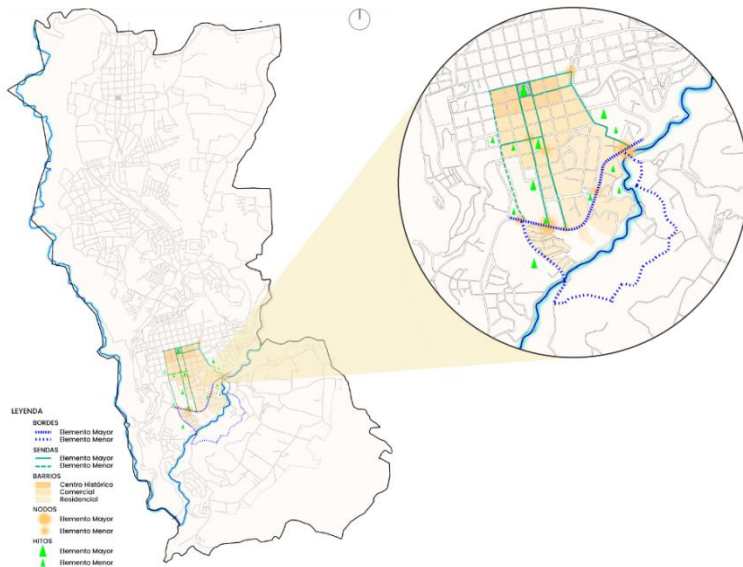 LEYENDA
BORDES
Elemento Mayor
Elemento Menor
SENDAS
Elemento Mayor
Elemento Menor
BARRIOS
Centro Histórico
Comercial
Residencial
NODOS
Elemento Mayor
Elemento Menor
HITOS
Elemento Mayor
Elemento Menor